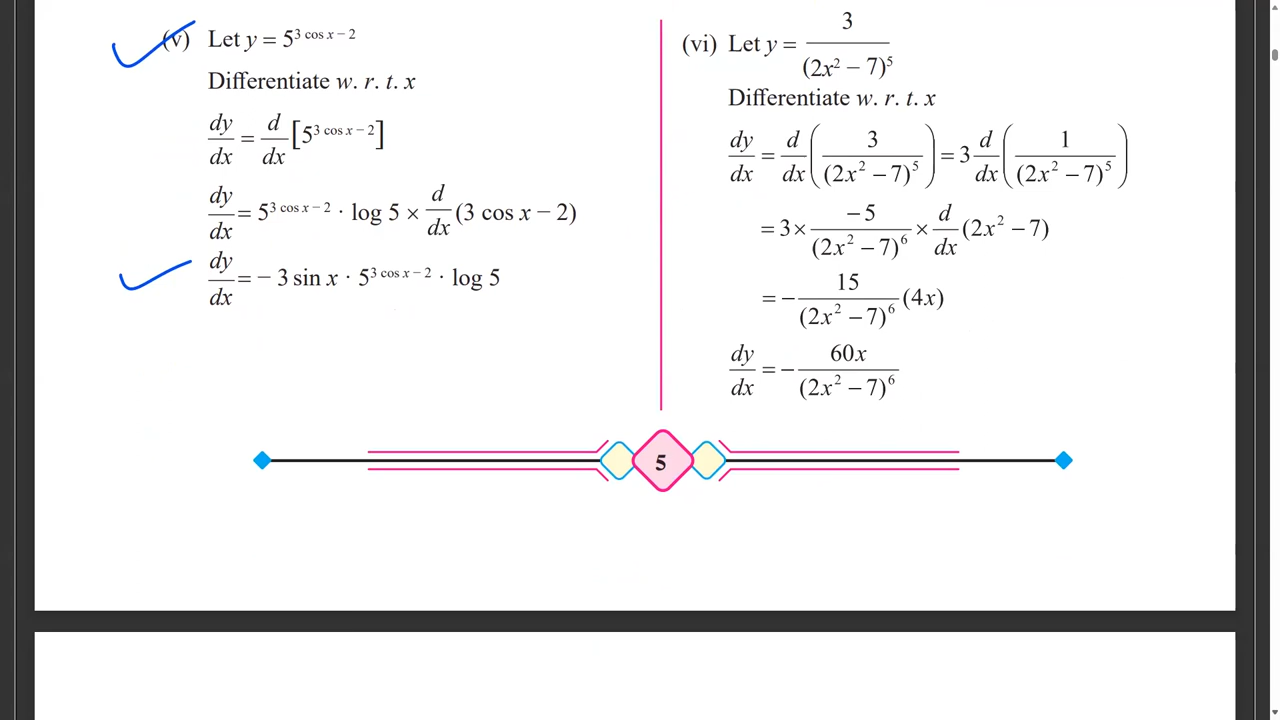 (v) Let y = 5^(3 cos x – 2)
Differentiate w. r. t. x
dy/dx = d/dx [5^(3 cos x – 2)]
dy/dx = 5^(3 cos x – 2) · log 5 × d/dx (3 cos x – 2)
dy/dx = – 3 sin x · 5^(3 cos x – 2) · log 5
(vi) Let y = 3/(2x² – 7)⁵
Differentiate w. r. t. x
dy/dx = d/dx (3/(2x² – 7)⁵) = 3 d/dx (1/(2x² – 7)⁵)
= 3 × –5/(2x² – 7)⁶ × d/dx (2x² – 7)
= – 15/(2x² – 7)⁶ (4x)
dy/dx = – 60x/(2x² – 7)⁶
5